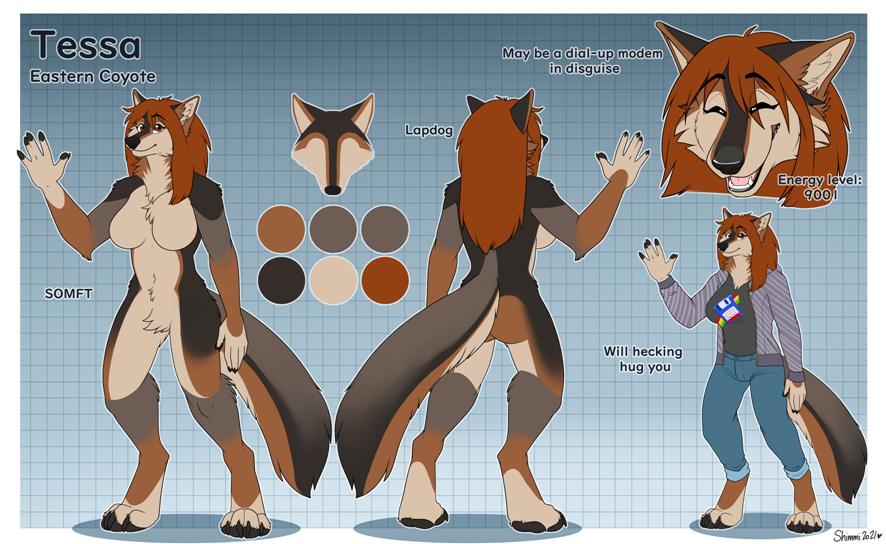 Tessa
Eastern Coyote
May be a dial-up modem
in disguise
Lapdog
Energy level:
9001
SOMFT
Will hecking
hug you
Shimmi 2021♥